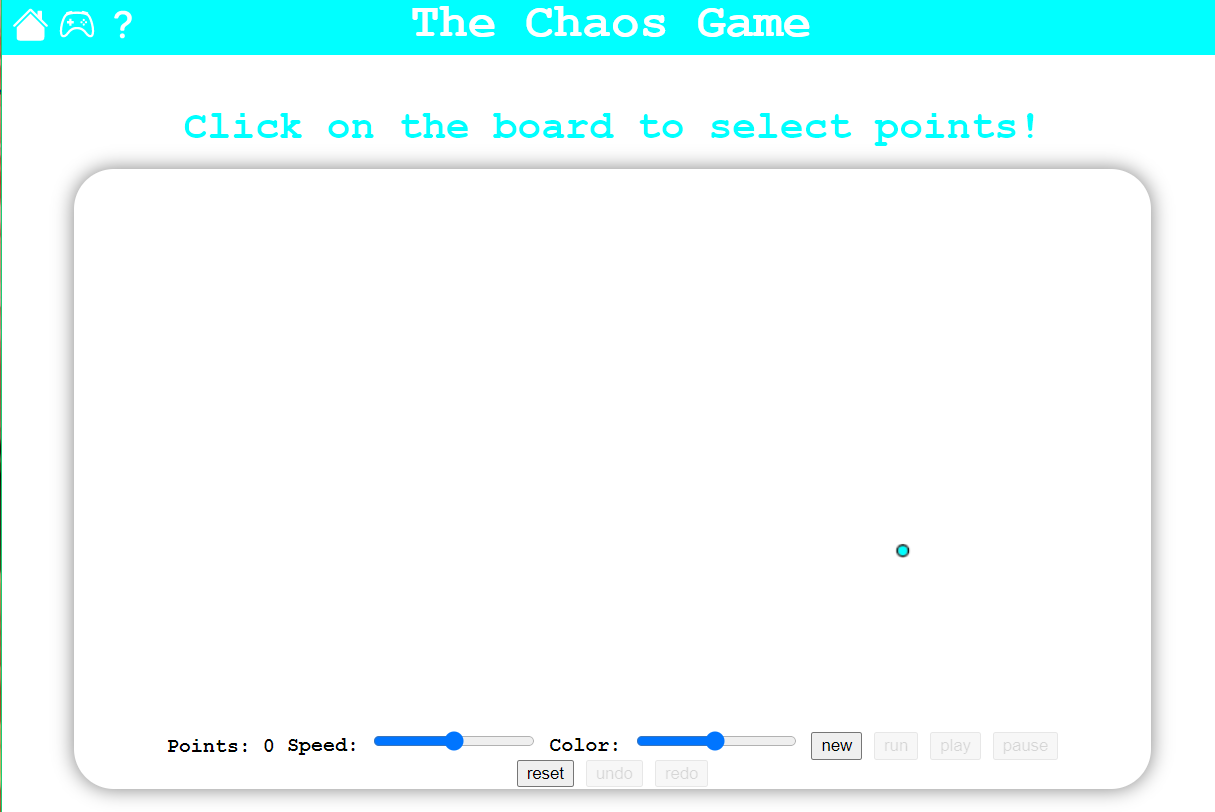 ? The Chaos Game
Click on the board to select points!
Points: 0 Speed: Color: new run play pause
reset undo redo